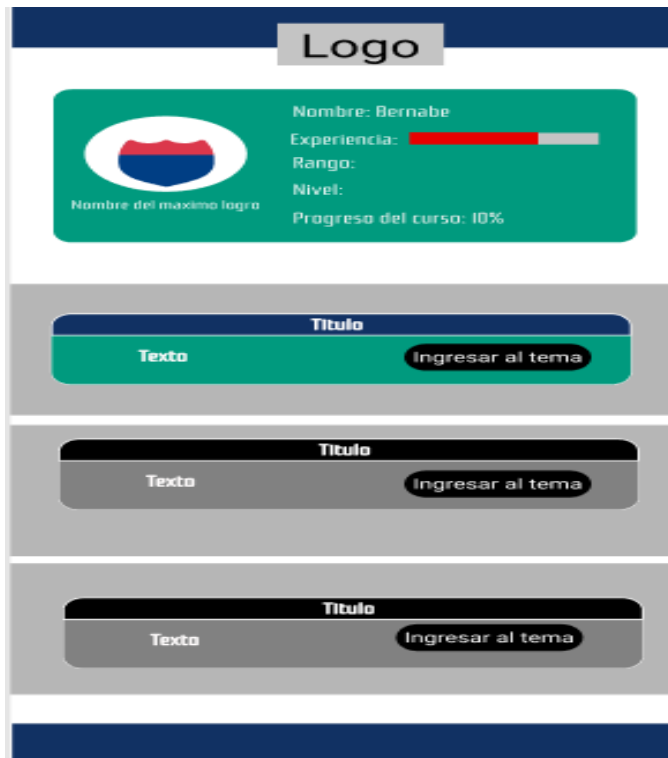 Logo
Nombre: Bernabe
Experiencia:
Rango:
Nivel:
Nombre del maximo logro
Progreso del curso: 10%
Titulo
Texto Ingresar al tema
Titulo
Texto Ingresar al tema
Titulo
Texto Ingresar al tema